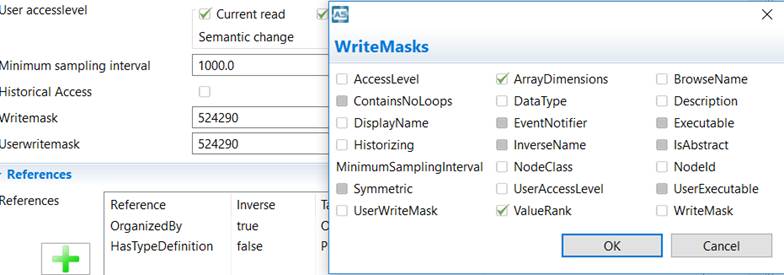 User accesslevel
Current read
Semantic change
Minimum sampling interval
1000.0
Historical Access
Writemask
524290
Userwritemask
524290
References
References
Reference Inverse Ta
OrganizedBy true O
HasTypeDefinition false P
AS
WriteMasks
AccessLevel ArrayDimensions BrowseName
ContainsNoLoops DataType Description
DisplayName EventNotifier Executable
Historizing InverseName IsAbstract
MinimumSamplingInterval NodeClass NodeId
Symmetric UserAccessLevel UserExecutable
UserWriteMask ValueRank WriteMask
OK Cancel